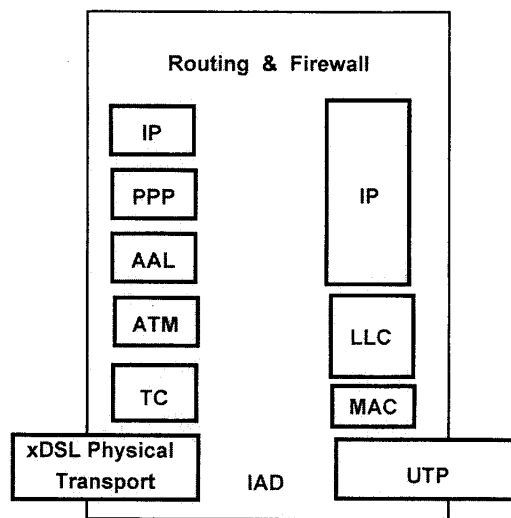 Routing & Firewall
IP
PPP
AAL
ATM
TC
xDSL Physical
Transport
IP
LLC
MAC
UTP
IAD